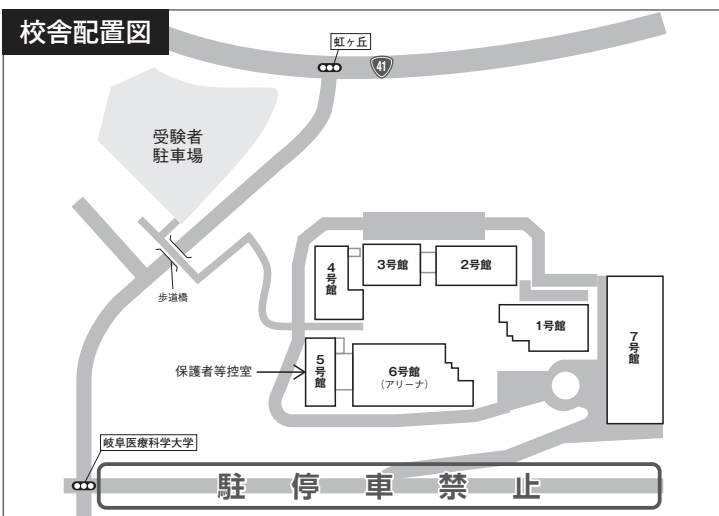 校舎配置図
虹ヶ丘
41
受験者
駐車場
歩道橋
4号館
3号館
2号館
1号館
7号館
保護者等控室
5号館
6号館
(アリーナ)
岐阜医療科学大学
駐停車禁止